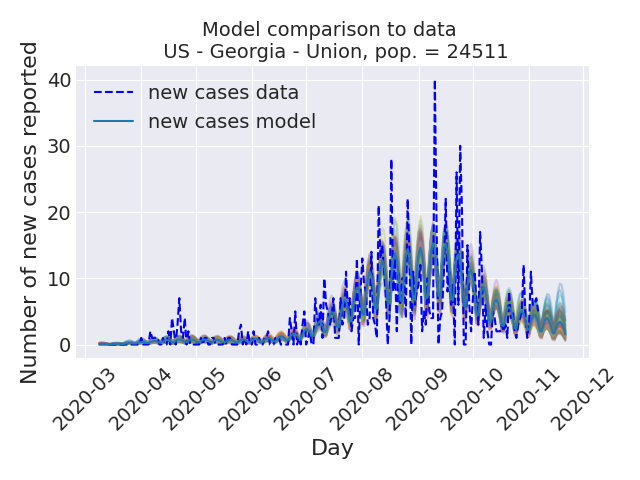 Model comparison to data
US - Georgia - Union, pop. = 24511
Number of new cases reported
40
30
20
10
0
new cases data
new cases model
2020-03
2020-04
2020-05
2020-06
2020-07
2020-08
2020-09
2020-10
2020-11
2020-12
Day